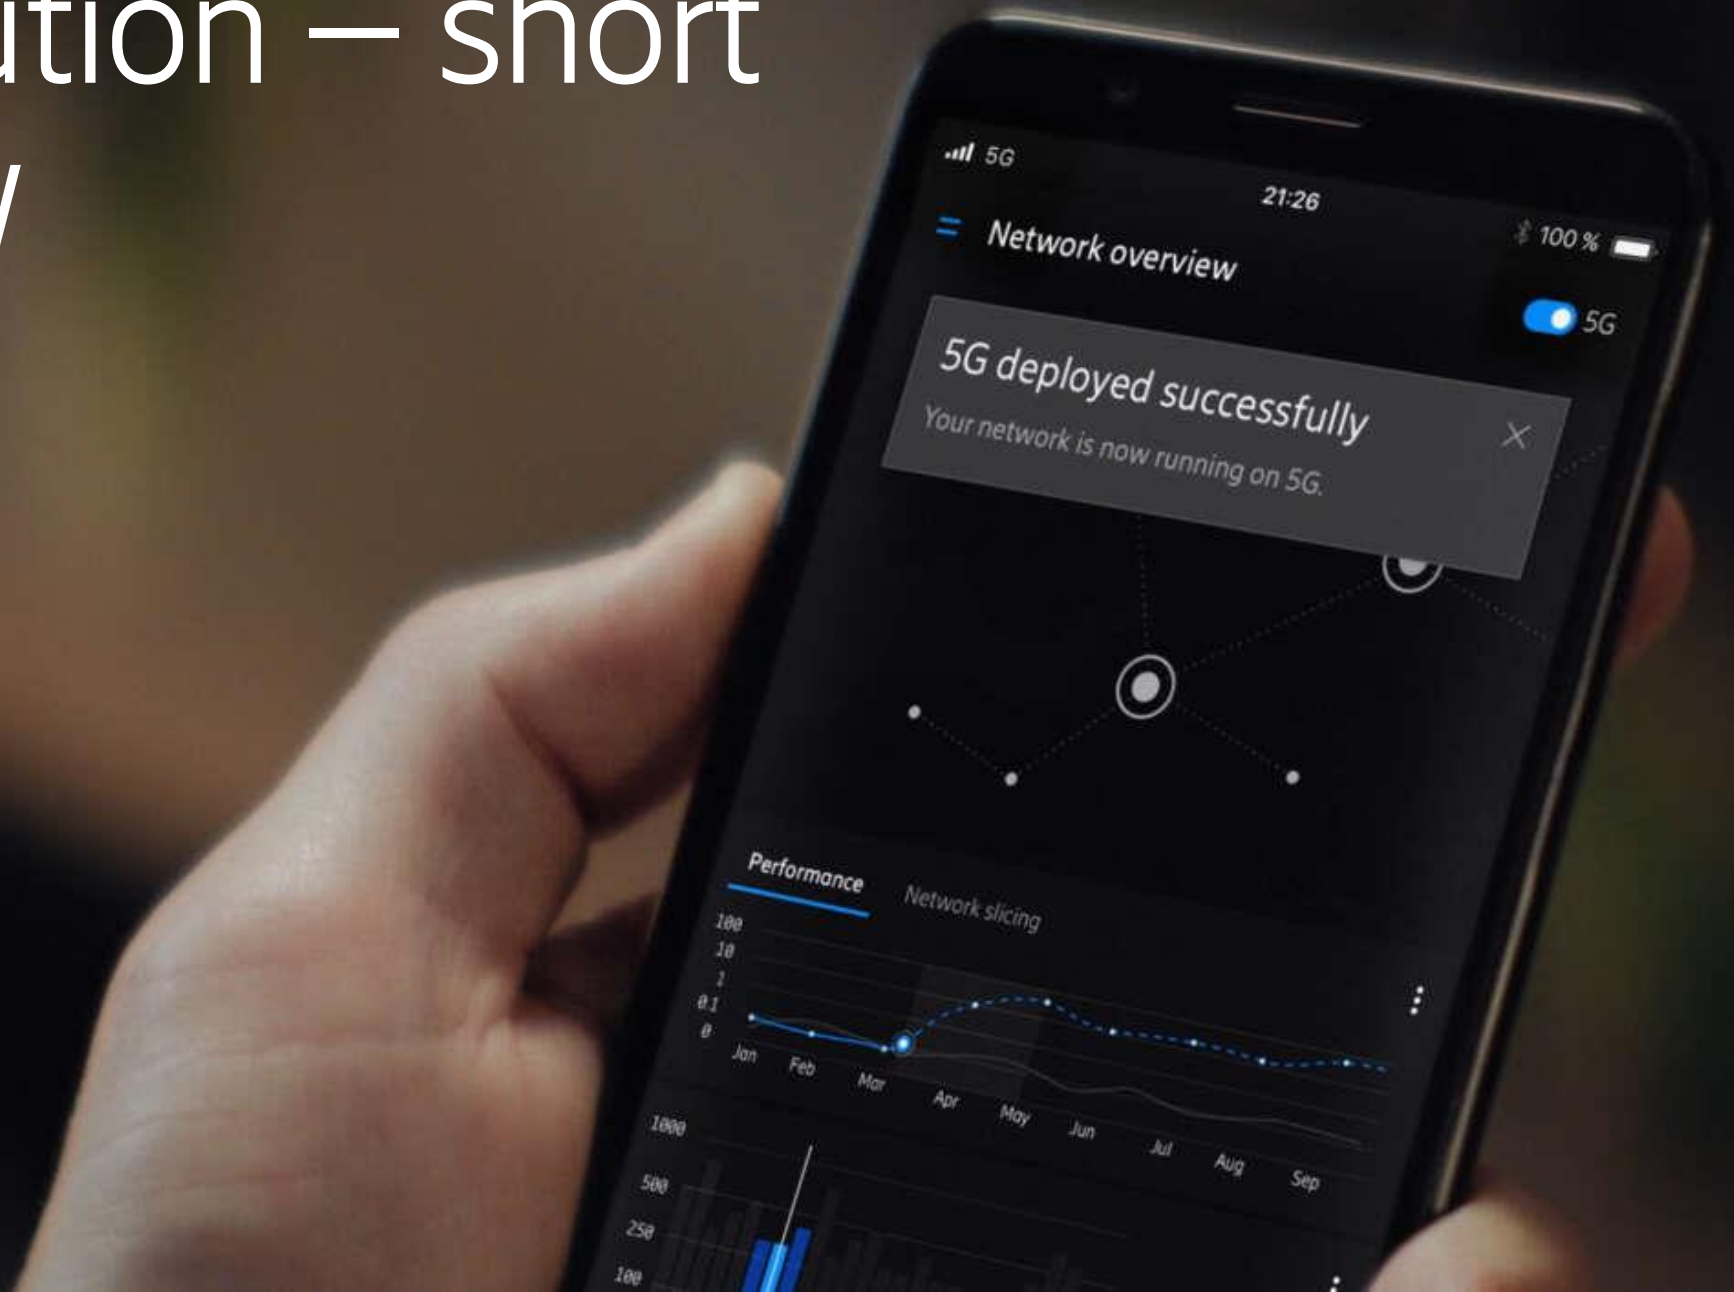 ution – short
5G
21:26
100 %
Network overview
5G
5G deployed successfully
Your network is now running on 5G.
Performance
Network slicing
100
10
1
0.1
0
Jan Feb Mar Apr May Jun Jul Aug Sep
1000
500
250
100